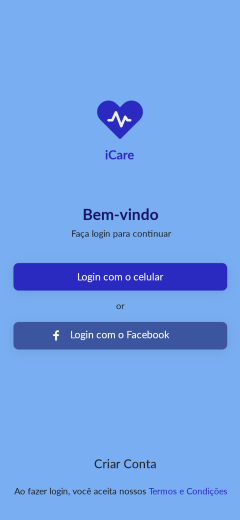 iCare
Bem-vindo
Faça login para continuar
Login com o celular
or
Login com o Facebook
Criar Conta
Ao fazer login, você aceita nossos Termos e Condições